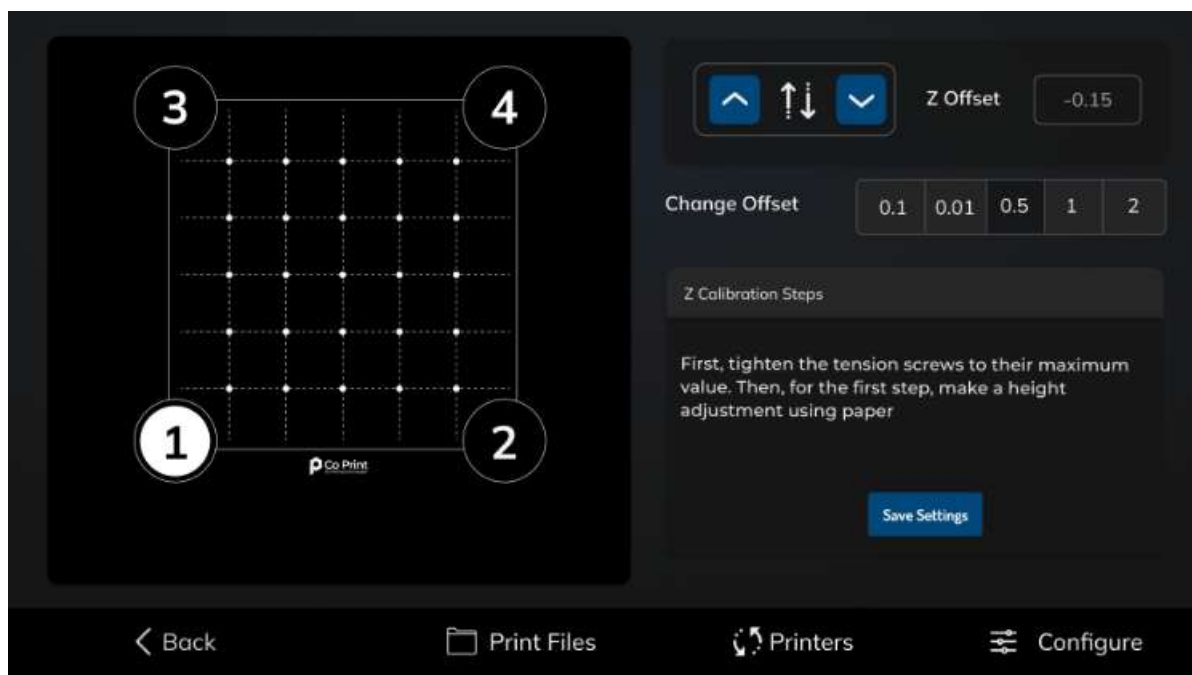 3
4
1
2
Co Print
Z Offset
-0.15
Change Offset
0.1
0.01
0.5
1
2
Z Calibration Steps
First, tighten the tension screws to their maximum
value. Then, for the first step, make a height
adjustment using paper
Save Settings
Back
Print Files
Printers
Configure